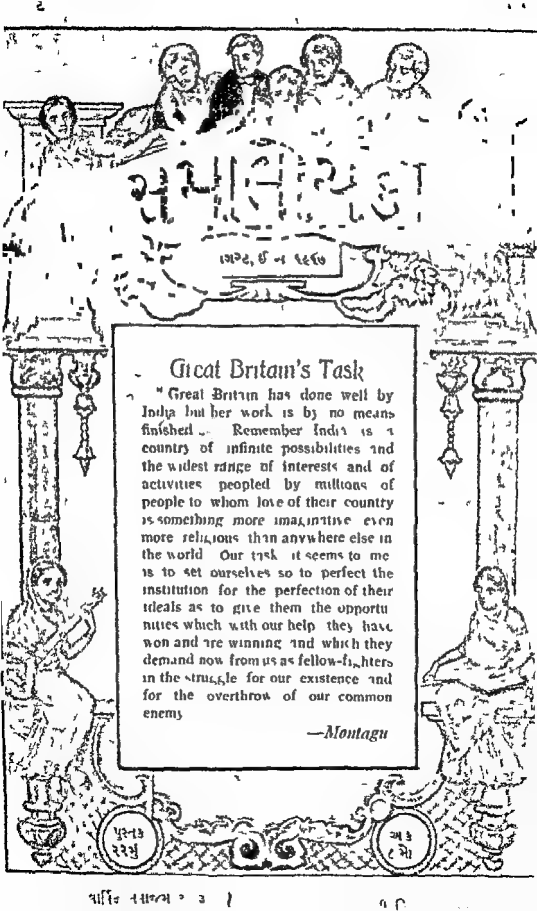 સમાલોચક
ઇ સ ૧૯૧૭
Great Britain's Task
" Great Britain has done well by
India but her work is by no means
finished .. Remember India is a
country of infinite possibilities and
the widest range of interests and of
activities peopled by millions of
people to whom love of their country
is something more imaginative even
more religious than anywhere else in
the world Our task it seems to me
is to set ourselves so to perfect the
institution for the perfection of their
ideals as to give them the opportu
nities which with our help they have
won and are winning and which they
demand now from us as fellow-fighters
in the struggle for our existence and
for the overthrow of our common
enemy
—Montagu
પુસ્તક
૨૨મું
અંક
૮ મો